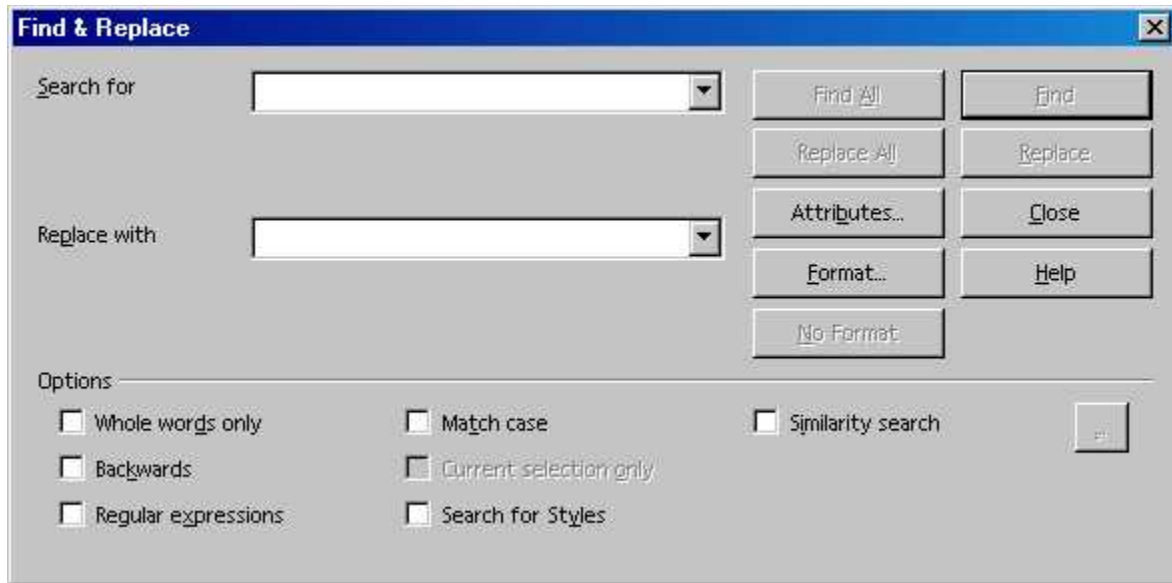 Find & Replace
Search for
Find All
Find
Replace All
Replace
Replace with
Attributes...
Close
Format...
Help
No Format
Options
Whole words only
Match case
Similarity search
...
Backwards
Current selection only
Regular expressions
Search for Styles